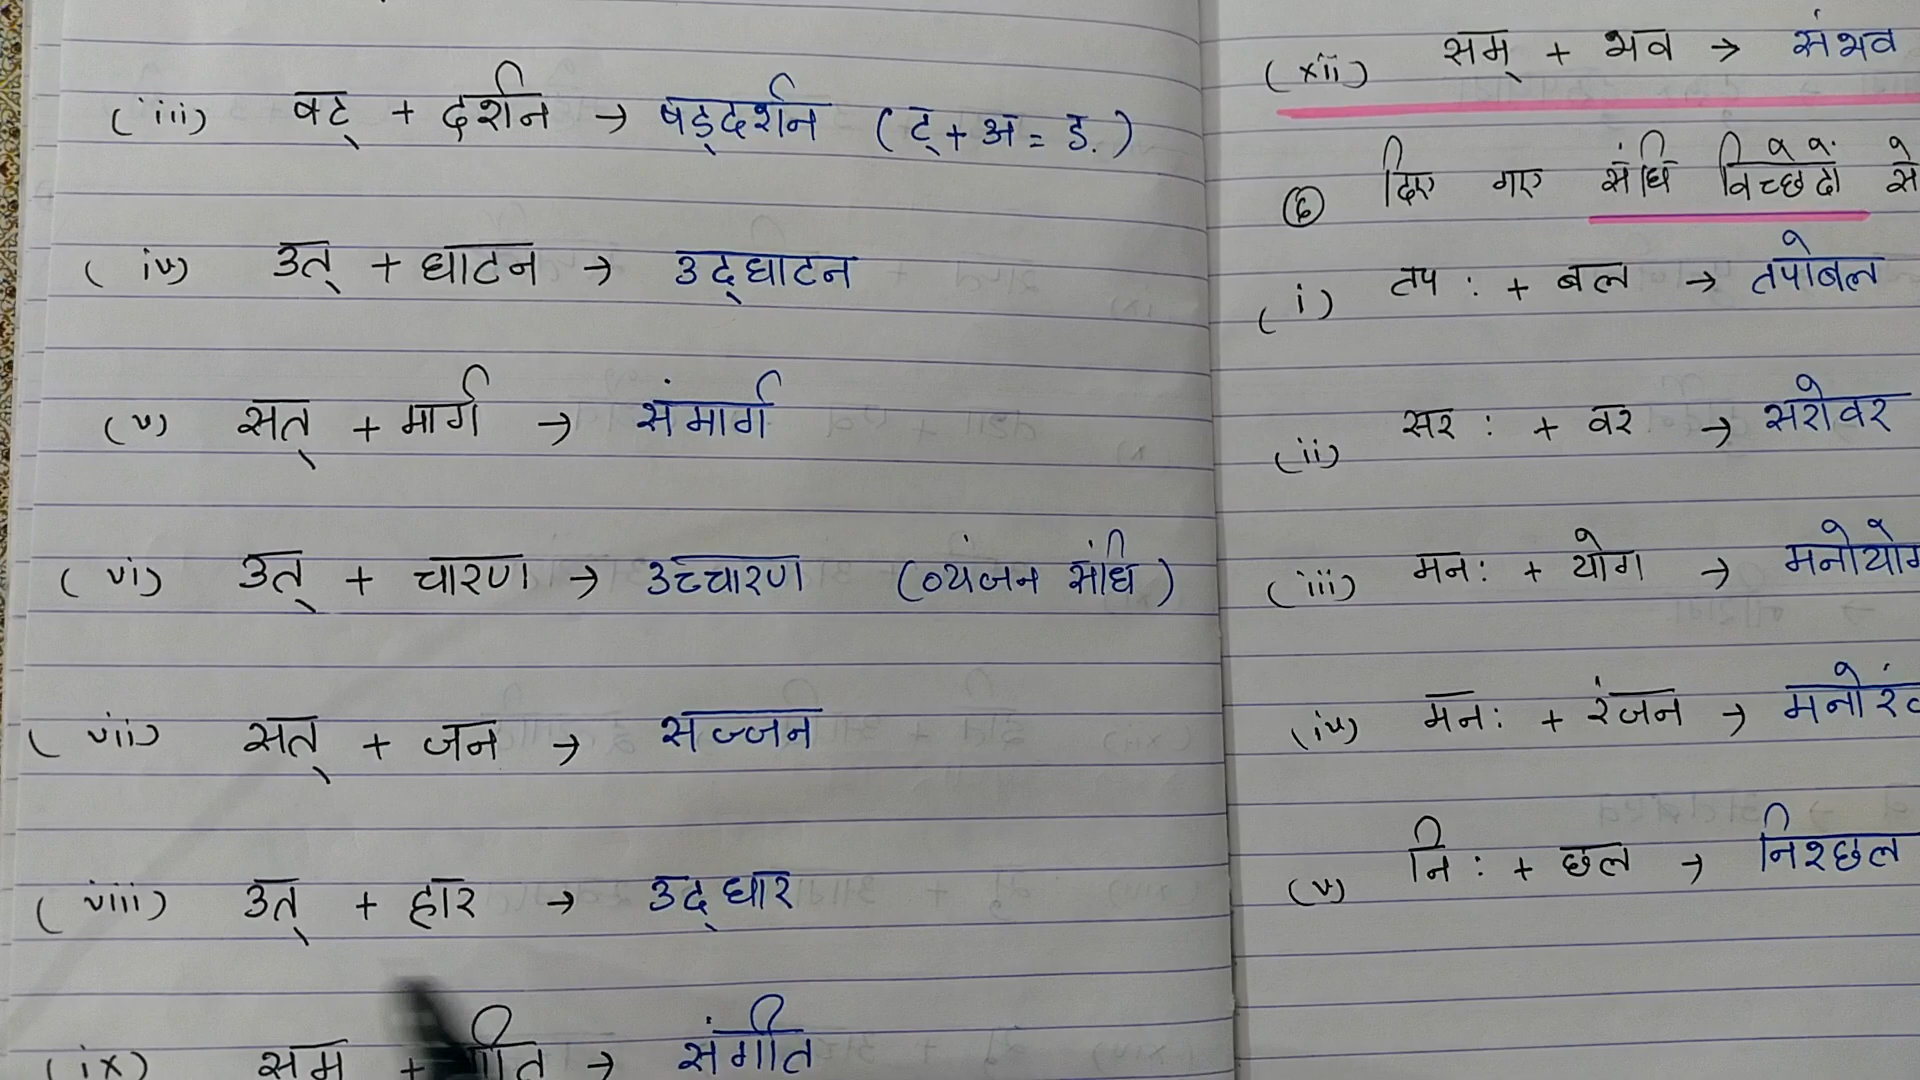 (iii) षट् + दर्शन → षड्दर्शन (ट् + अ = ड.)
(iv) उत् + घाटन → उद्घाटन
(v) सत् + मार्ग → संमार्ग
(vi) उत् + चारण → उच्चारण (व्यंजन संधि)
(vii) सत् + जन → सज्जन
(viii) उत् + हार → उद्धार
(ix) सम + गीत → संगीत
(xii) सम् + भव → संभव
⑥ दिए गए संधि विच्छेदों से
(i) तप : + बल → तपोबल
(ii) सर : + वर → सरोवर
(iii) मन : + योग → मनोयोग
(iv) मन : + रंजन →
(v) नि : + छल → निश्छल